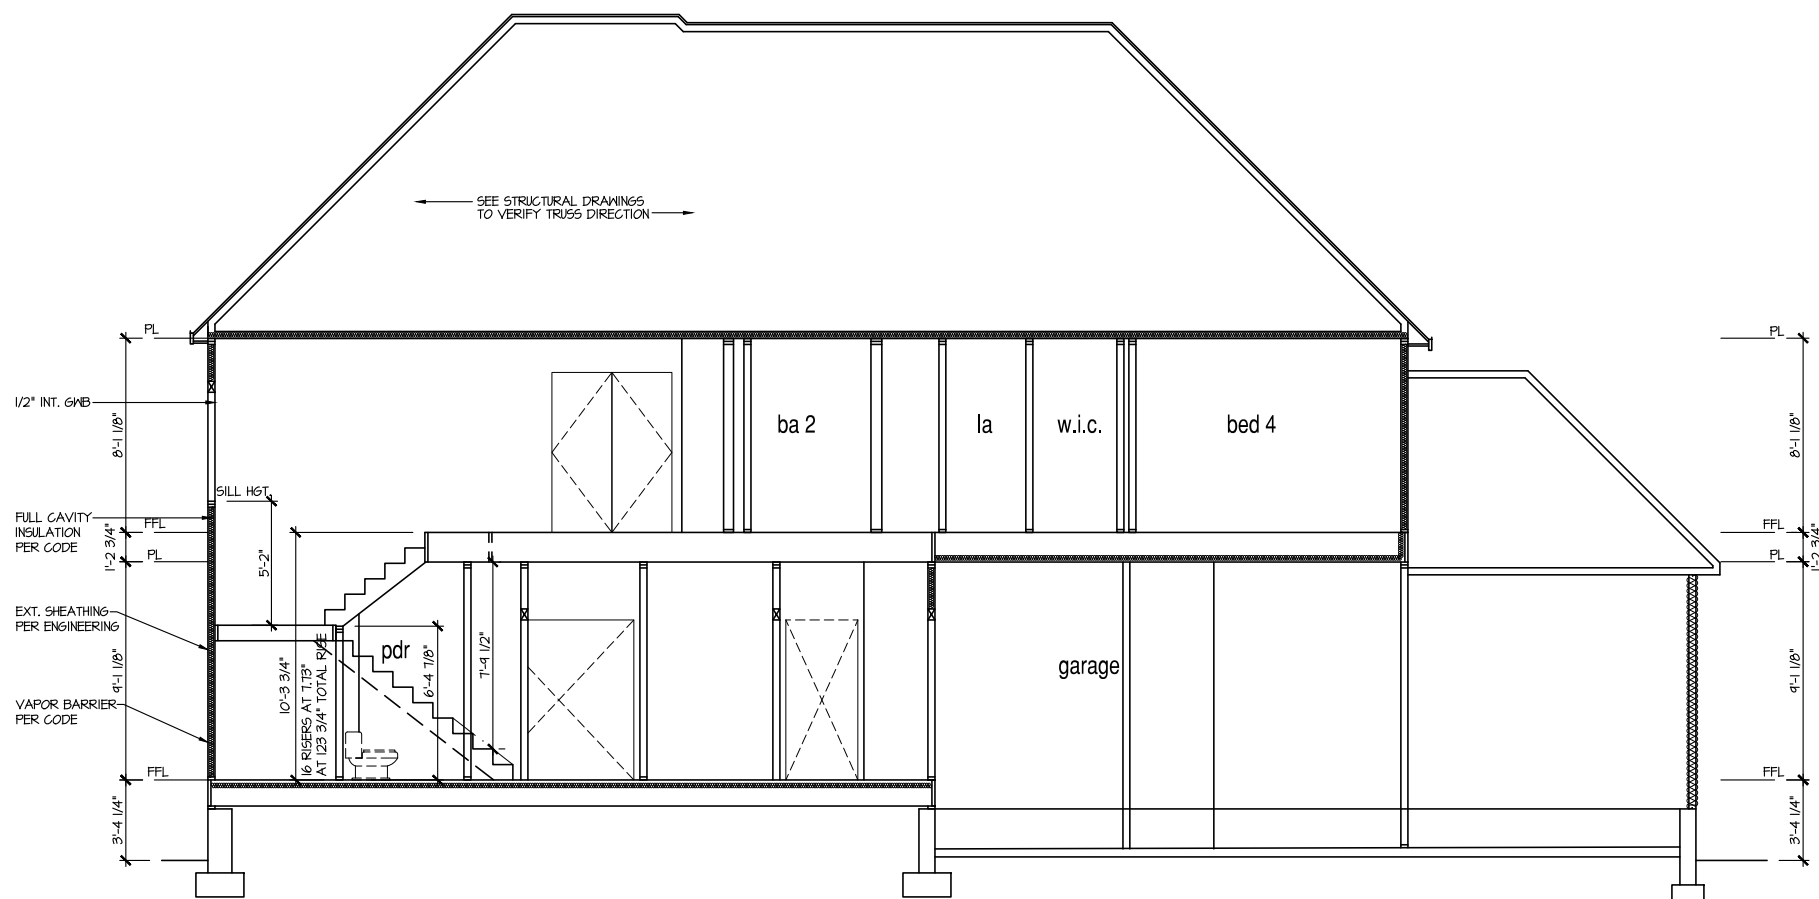 SEE STRUCTURAL DRAWINGS
TO VERIFY TRUSS DIRECTION
PL
PL
1/2" INT. GWB
8'-1 1/8"
ba 2
la
w.i.c.
bed 4
8'-1 1/8"
SILL HGT.
FULL CAVITY
INSULATION
PER CODE
FFL
FFL
1'-2 3/4"
PL
PL
1'-2 3/4"
5'-2"
EXT. SHEATHING
PER ENGINEERING
9'-1 1/8"
10'-3 3/4"
16 RISERS AT 7.73"
AT 123 3/4" TOTAL RISE
pdr
6'-4 7/8"
7'-9 1/2"
garage
9'-1 1/8"
VAPOR BARRIER
PER CODE
FFL
FFL
3'-4 1/4"
3'-4 1/4"